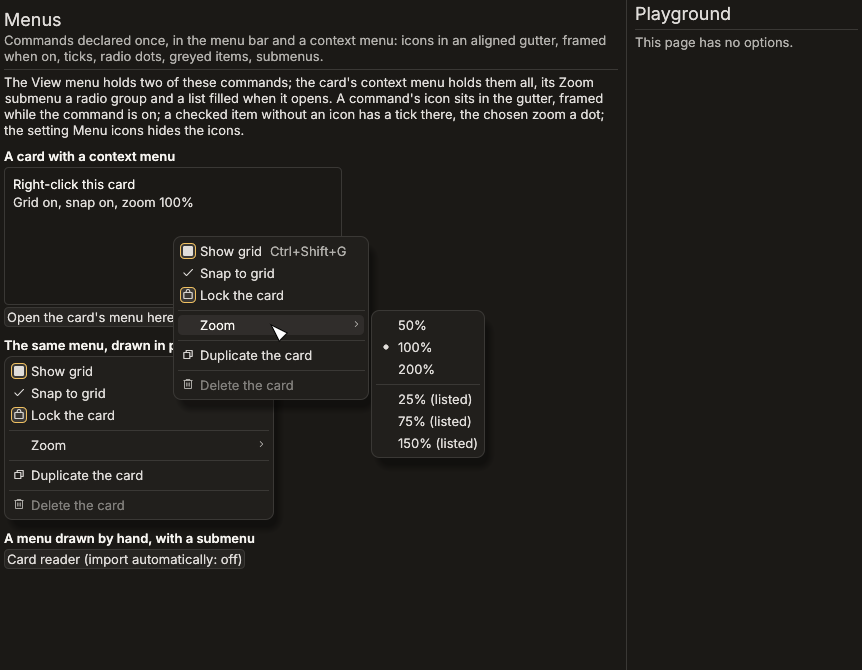 Menus
Commands declared once, in the menu bar and a context menu: icons in an aligned gutter, framed
when on, ticks, radio dots, greyed items, submenus.
The View menu holds two of these commands; the card's context menu holds them all, its Zoom
submenu a radio group and a list filled when it opens. A command's icon sits in the gutter, framed
while the command is on; a checked item without an icon has a tick there, the chosen zoom a dot;
the setting Menu icons hides the icons.
A card with a context menu
Right-click this card
Grid on, snap on, zoom 100%
Show grid Ctrl+Shift+G
Snap to grid
Lock the card
Zoom
Duplicate the card
Delete the card
50%
100%
200%
25% (listed)
75% (listed)
150% (listed)
Open the card's menu here
The same menu, drawn in
Show grid
Snap to grid
Lock the card
Zoom
Duplicate the card
Delete the card
A menu drawn by hand, with a submenu
Card reader (import automatically: off)
Playground
This page has no options.